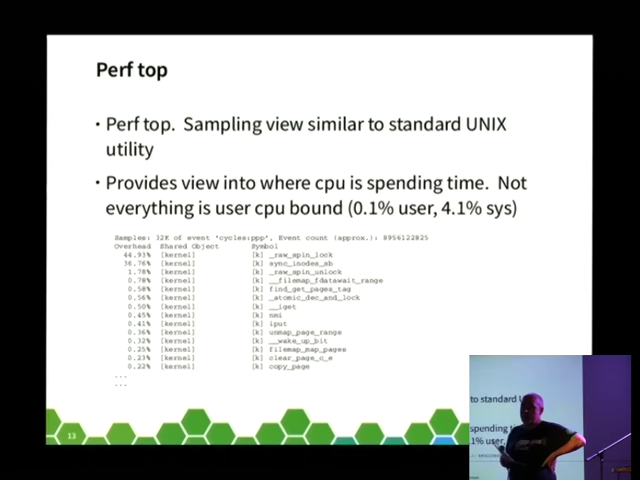 Perf top
• Perf top. Sampling view similar to standard UNIX
utility
• Provides view into where cpu is spending time. Not
everything is user cpu bound (0.1% user, 4.1% sys)
Samples: 32K of event 'cycles:ppp', Event count (approx.): 8956122825
Overhead Shared Object Symbol
44.93% [kernel] [k] _raw_spin_lock
36.76% [kernel] [k] sync_inodes_sb
1.78% [kernel] [k] _raw_spin_unlock
0.78% [kernel] [k] __filemap_fdatawait_range
0.58% [kernel] [k] find_get_pages_tag
0.56% [kernel] [k] _atomic_dec_and_lock
0.50% [kernel] [k] __iget
0.45% [kernel] [k] nmi
0.41% [kernel] [k] iput
0.36% [kernel] [k] unmap_page_range
0.32% [kernel] [k] __wake_up_bit
0.25% [kernel] [k] filemap_map_pages
0.23% [kernel] [k] clear_page_c_e
0.22% [kernel] [k] copy_page
...
...
13
to standard U
spending ti
.1% user,